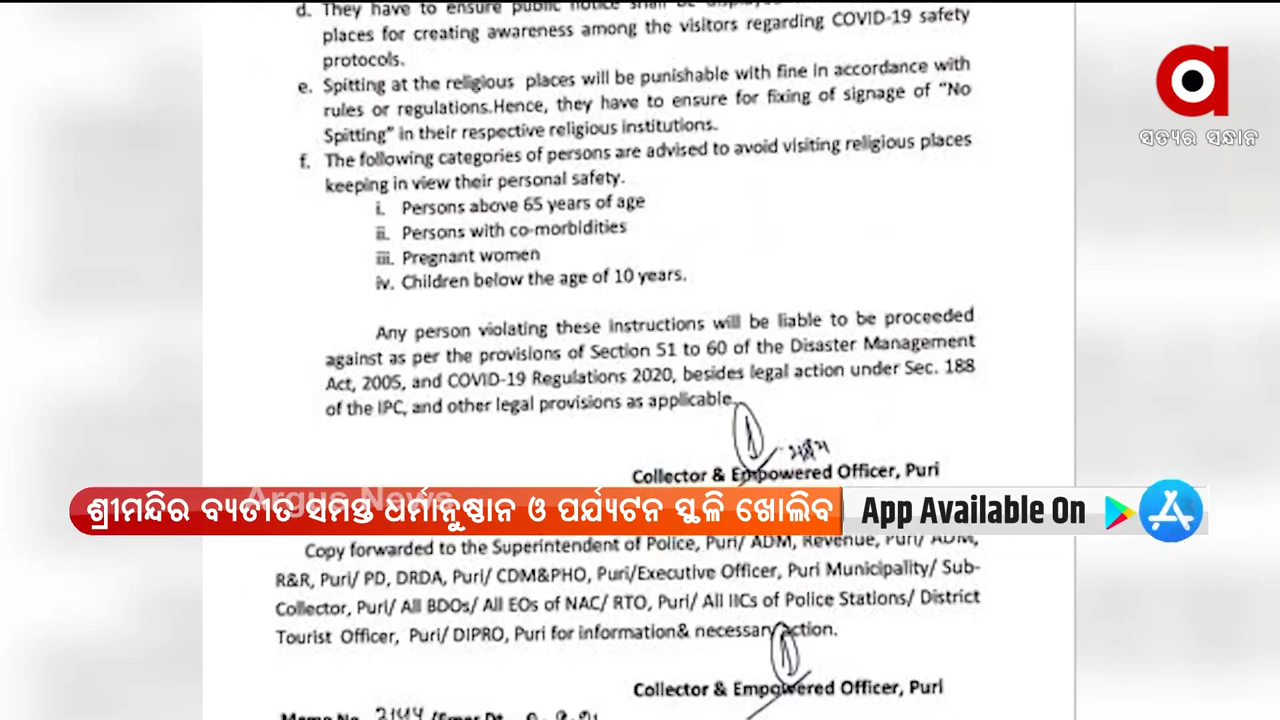 d. They have to ensure public notice shall be
places for creating awareness among the visitors regarding COVID-19 safety
protocols.
e. Spitting at the religious places will be punishable with fine in accordance with
rules or regulations.Hence, they have to ensure for fixing of signage of “No
Spitting” in their respective religious institutions.
f. The following categories of persons are advised to avoid visiting religious places
keeping in view their personal safety.
i. Persons above 65 years of age
ii. Persons with co-morbidities
iii. Pregnant women
iv. Children below the age of 10 years.
Any person violating these instructions will be liable to be proceeded
against as per the provisions of Section 51 to 60 of the Disaster Management
Act, 2005, and COVID-19 Regulations 2020, besides legal action under Sec. 188
of the IPC, and other legal provisions as applicable.
Collector & Empowered Officer, Puri
Argus News
ଶ୍ରୀମନ୍ଦିର ବ୍ୟତୀତ ସମସ୍ତ ଧର୍ମାନୁଷ୍ଠାନ ଓ ପର୍ଯ୍ୟଟନ ସ୍ଥଳି ଖୋଲିବ
App Available On
Copy forwarded to the Superintendent of Police, Puri/ ADM, Revenue, Puri/ ADM,
R&R, Puri/ PD, DRDA, Puri/ CDM&PHO, Puri/Executive Officer, Puri Municipality/ Sub-
Collector, Puri/ All BDOs/ All EOs of NAC/ RTO, Puri/ All IICs of Police Stations/ District
Tourist Officer, Puri/ DIPRO, Puri for information& necessary action.
Collector & Empowered Officer, Puri
Memo No.
a
ସତ୍ୟର ସନ୍ଧାନ